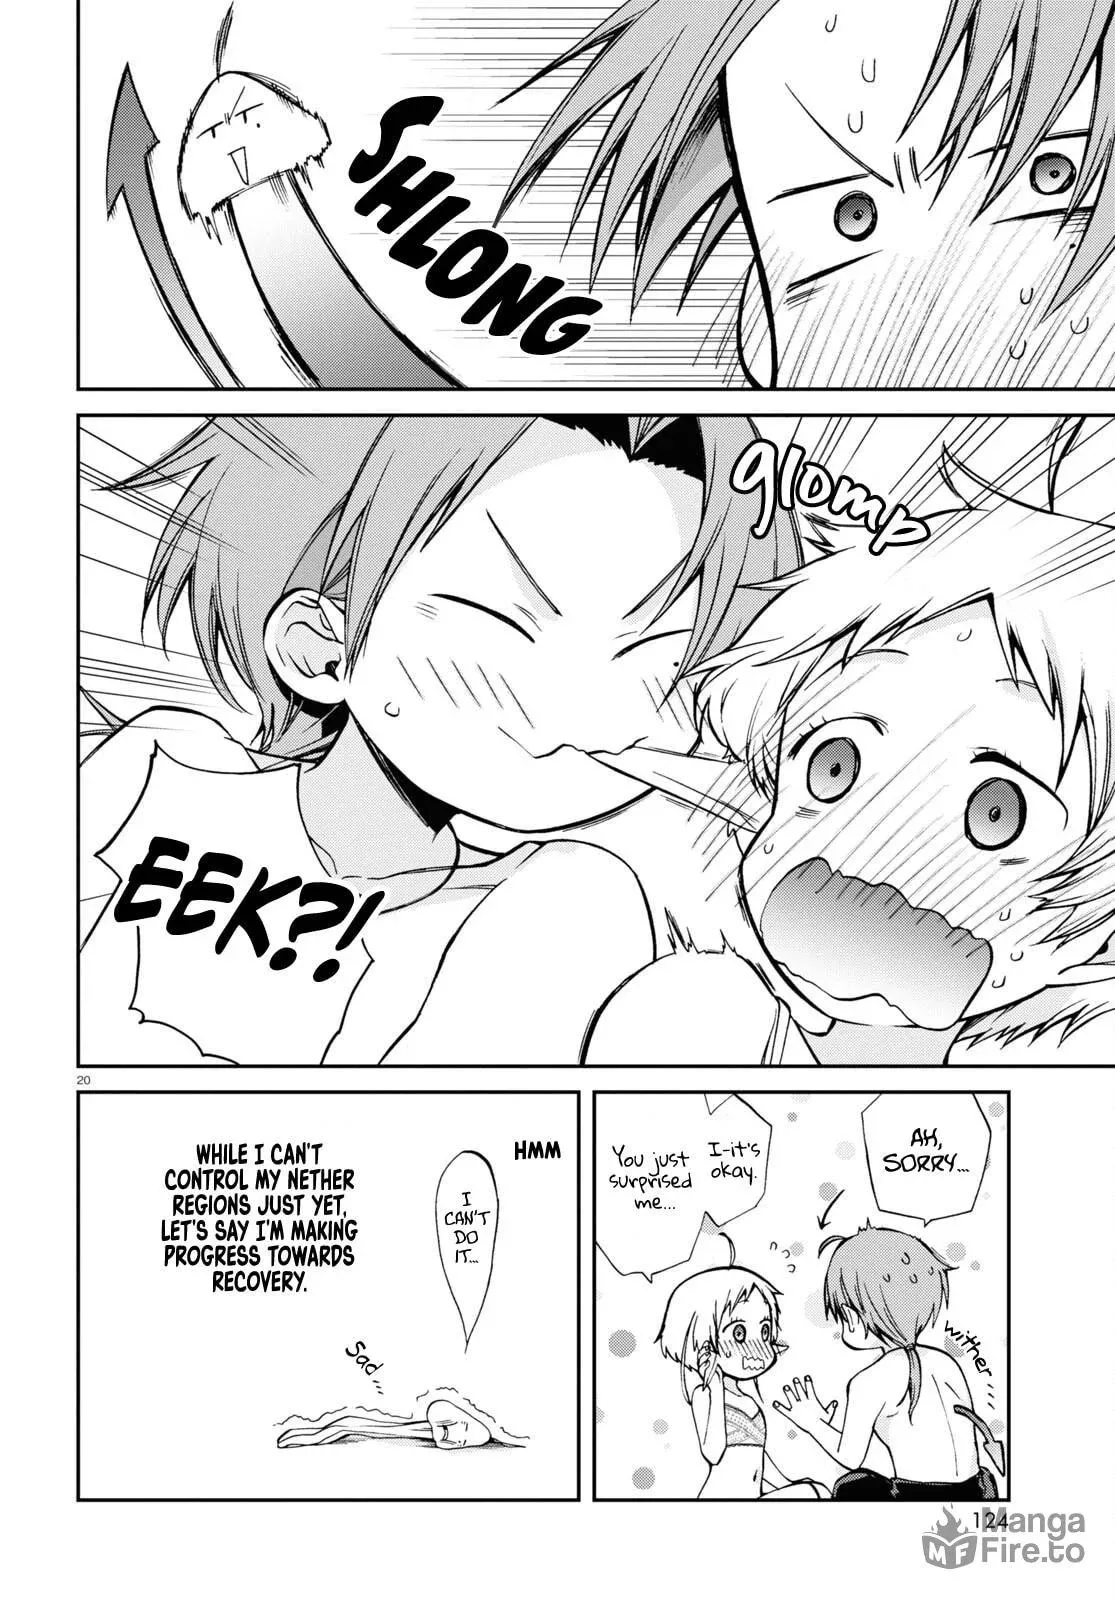 SHLONG
glomp
EEK?!
20
AH,
SORRY...
I-it's
okay.
You just
surprised
me...
wither...
HMM
I
CAN'T
DO
IT...
WHILE I CAN'T
CONTROL MY NETHER
REGIONS JUST YET,
LET'S SAY I'M MAKING
PROGRESS TOWARDS
RECOVERY.
Sad...
124
Manga
Fire.to
MF